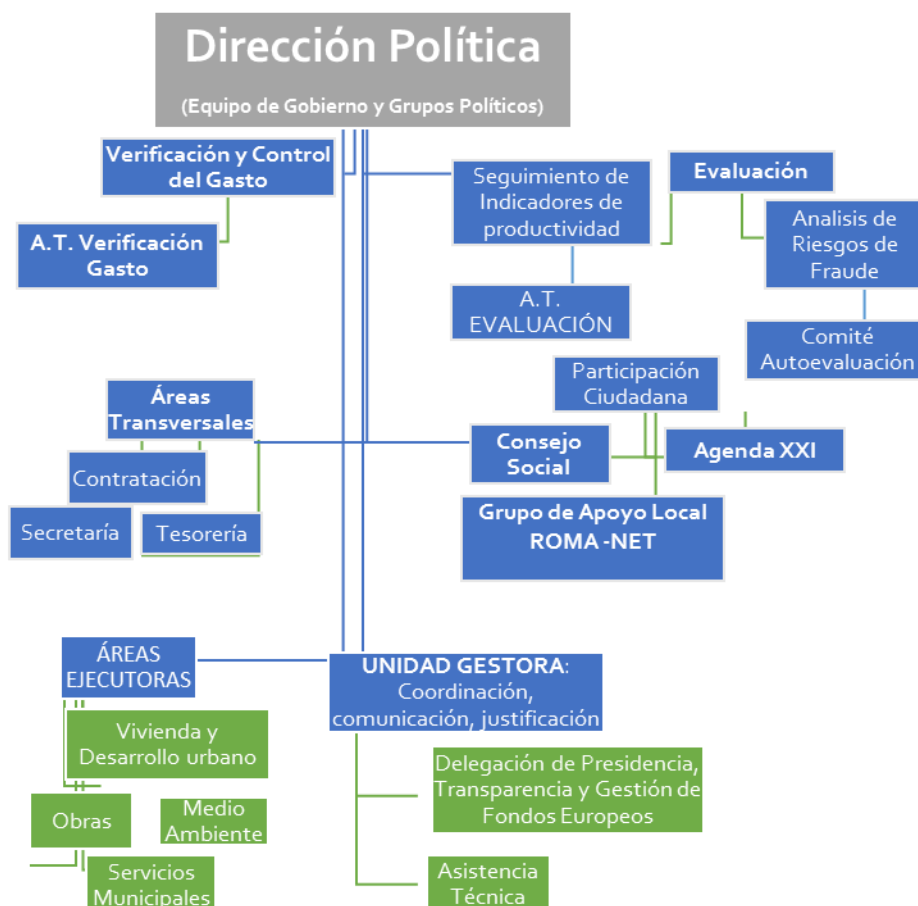 Dirección Política
(Equipo de Gobierno y Grupos Políticos)
Verificación y Control
del Gasto
A.T. Verificación
Gasto
Seguimiento de
Indicadores de
productividad
A.T.
EVALUACIÓN
Evaluación
Analisis de
Riesgos de
Fraude
Comité
Autoevaluación
Participación
Ciudadana
Consejo
Social
Agenda XXI
Grupo de Apoyo Local
ROMA -NET
Áreas
Transversales
Contratación
Secretaría
Tesorería
ÁREAS
EJECUTORAS
Vivienda y
Desarrollo urbano
Obras
Medio
Ambiente
Servicios
Municipales
UNIDAD GESTORA:
Coordinación,
comunicación, justificación
Delegación de Presidencia,
Transparencia y Gestión de
Fondos Europeos
Asistencia
Técnica